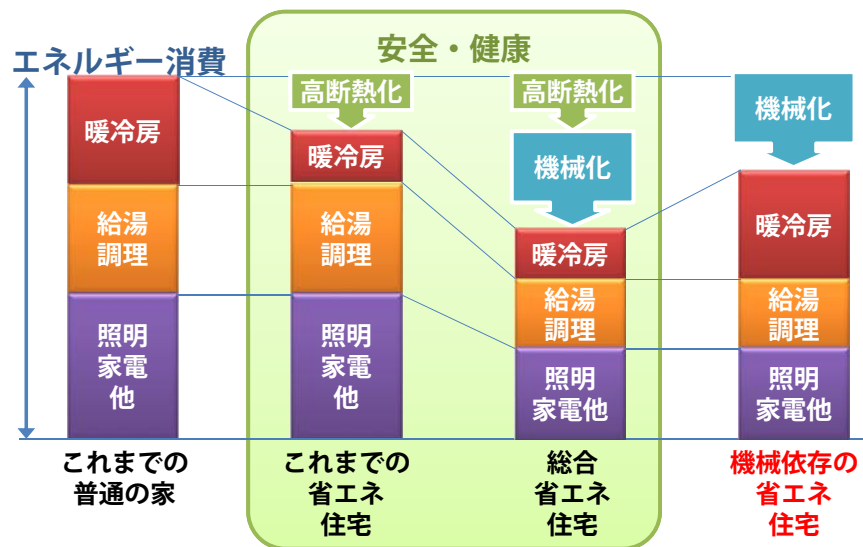 エネルギー消費
安全・健康
暖冷房
給湯
調理
照明
家電
他
これまでの
普通の家
高断熱化
暖冷房
給湯
調理
照明
家電
他
これまでの
省エネ
住宅
高断熱化
機械化
暖冷房
給湯
調理
照明
家電他
総合
省エネ
住宅
機械化
暖冷房
給湯
調理
照明
家電他
機械依存の
省エネ
住宅